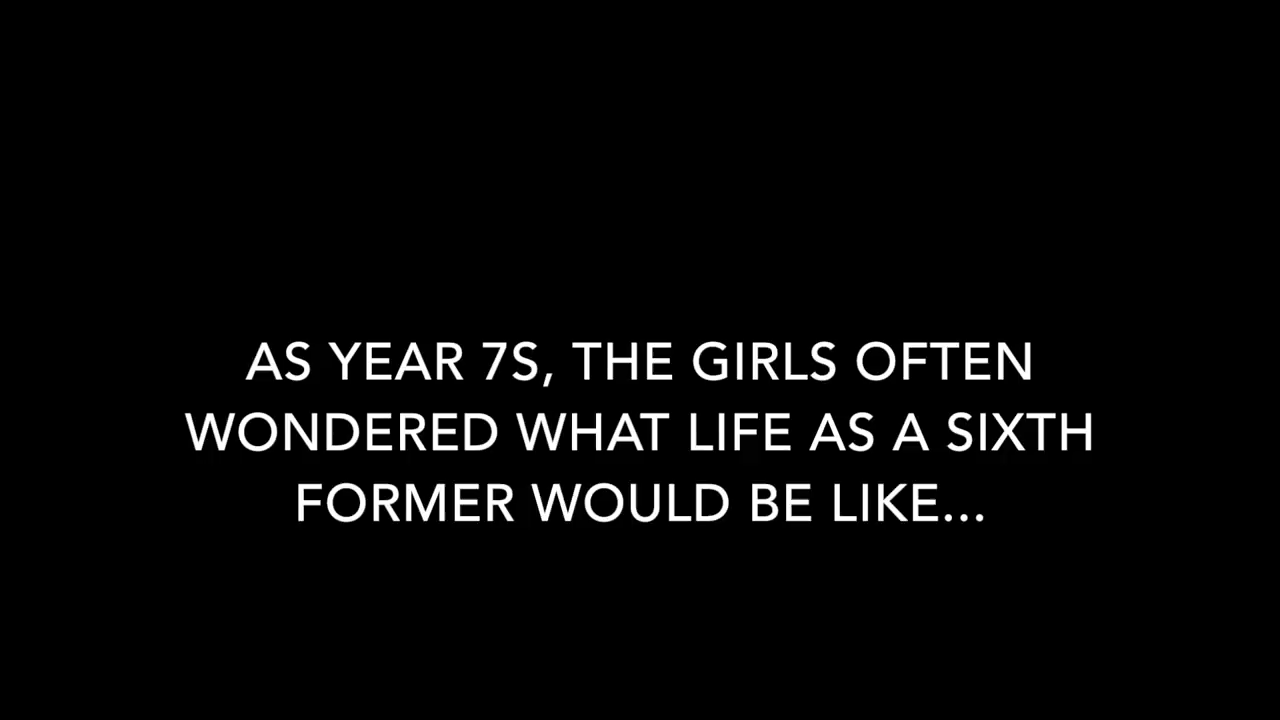 AS YEAR 7S, THE GIRLS OFTEN
WONDERED WHAT LIFE AS A SIXTH
FORMER WOULD BE LIKE...